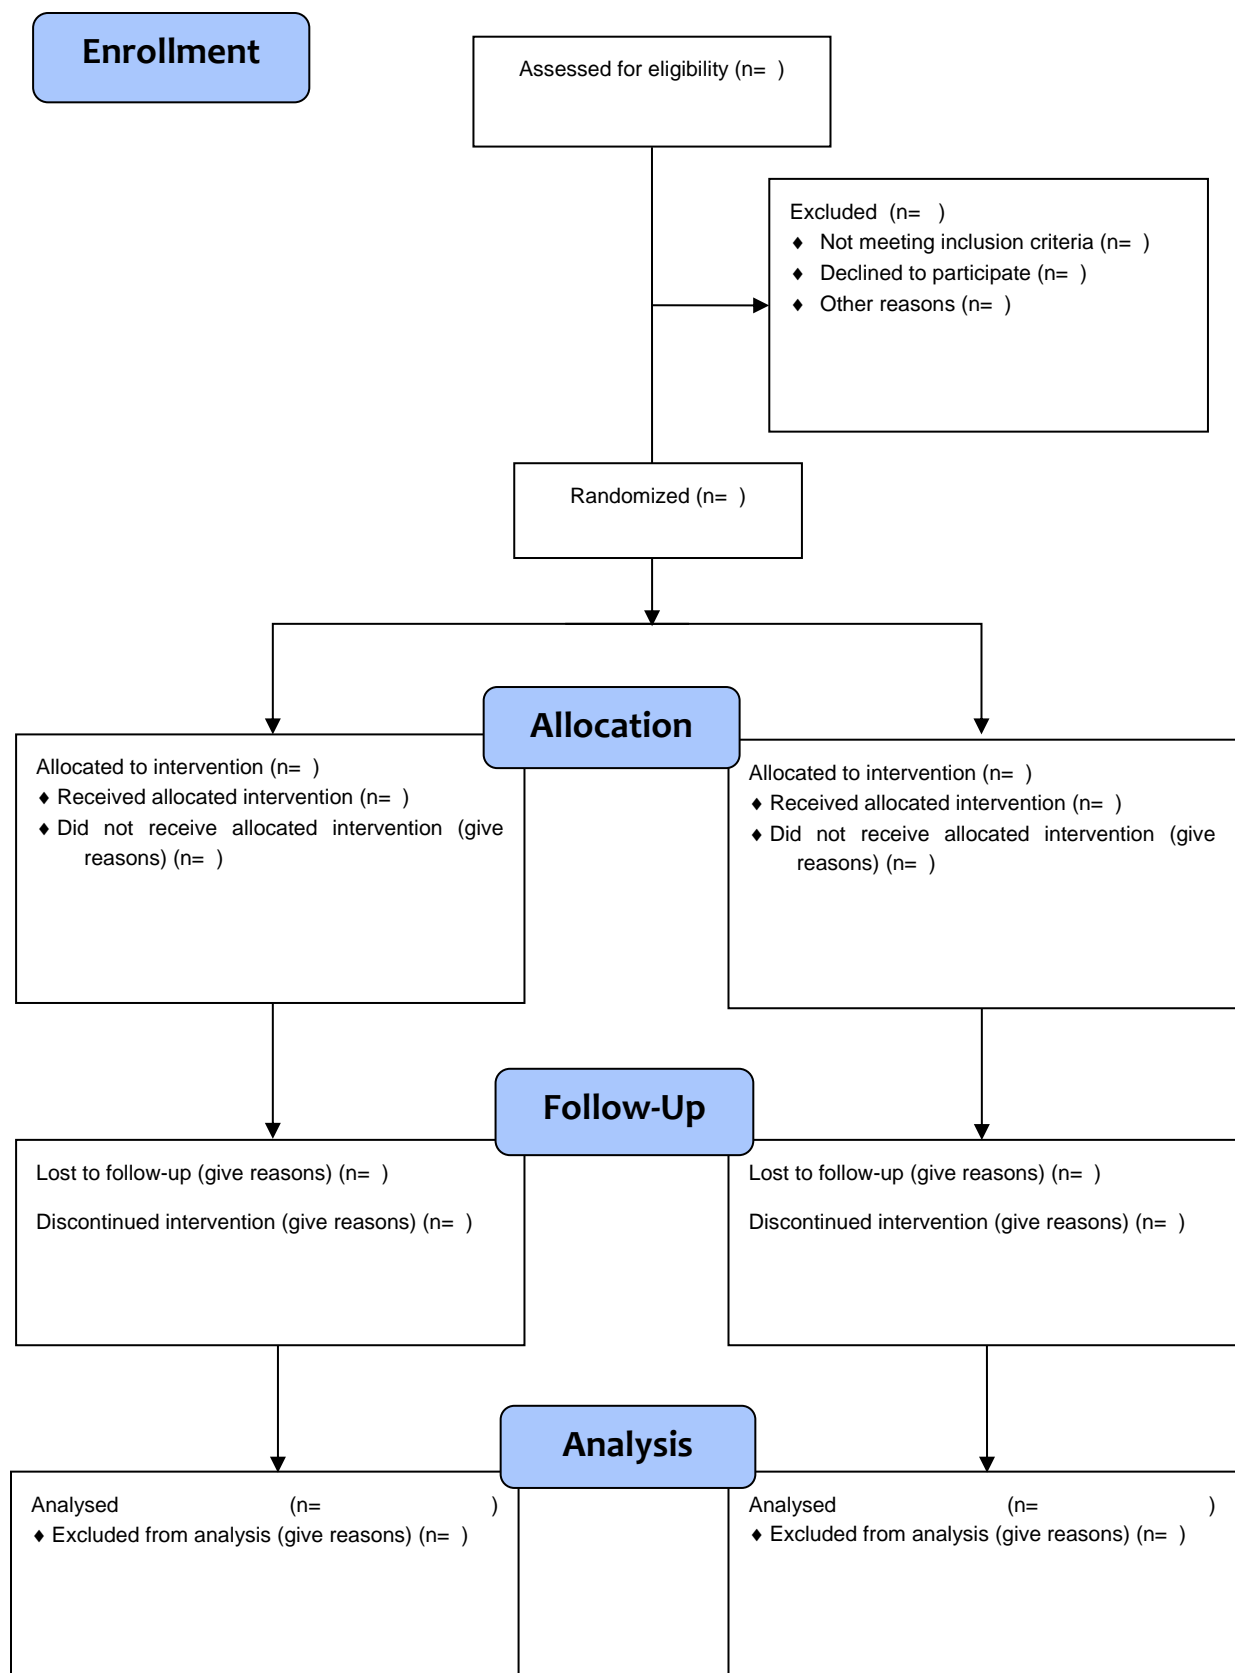 Enrollment
Assessed for eligibility (n=  )
Excluded  (n=   )
♦ Not meeting inclusion criteria (n=  )
♦ Declined to participate (n=  )
♦ Other reasons (n=  )
Randomized (n=  )
Allocation
Allocated to intervention (n=  )
♦ Received allocated intervention (n=  )
♦ Did not receive allocated intervention (give
reasons) (n=  )
Allocated to intervention (n=  )
♦ Received allocated intervention (n=  )
♦ Did not receive allocated intervention (give
reasons) (n=  )
Follow-Up
Lost to follow-up (give reasons) (n=  )
Discontinued intervention (give reasons) (n=  )
Lost to follow-up (give reasons) (n=  )
Discontinued intervention (give reasons) (n=  )
Analysis
Analysed (n=  )
♦ Excluded from analysis (give reasons) (n=  )
Analysed (n=  )
♦ Excluded from analysis (give reasons) (n=  )